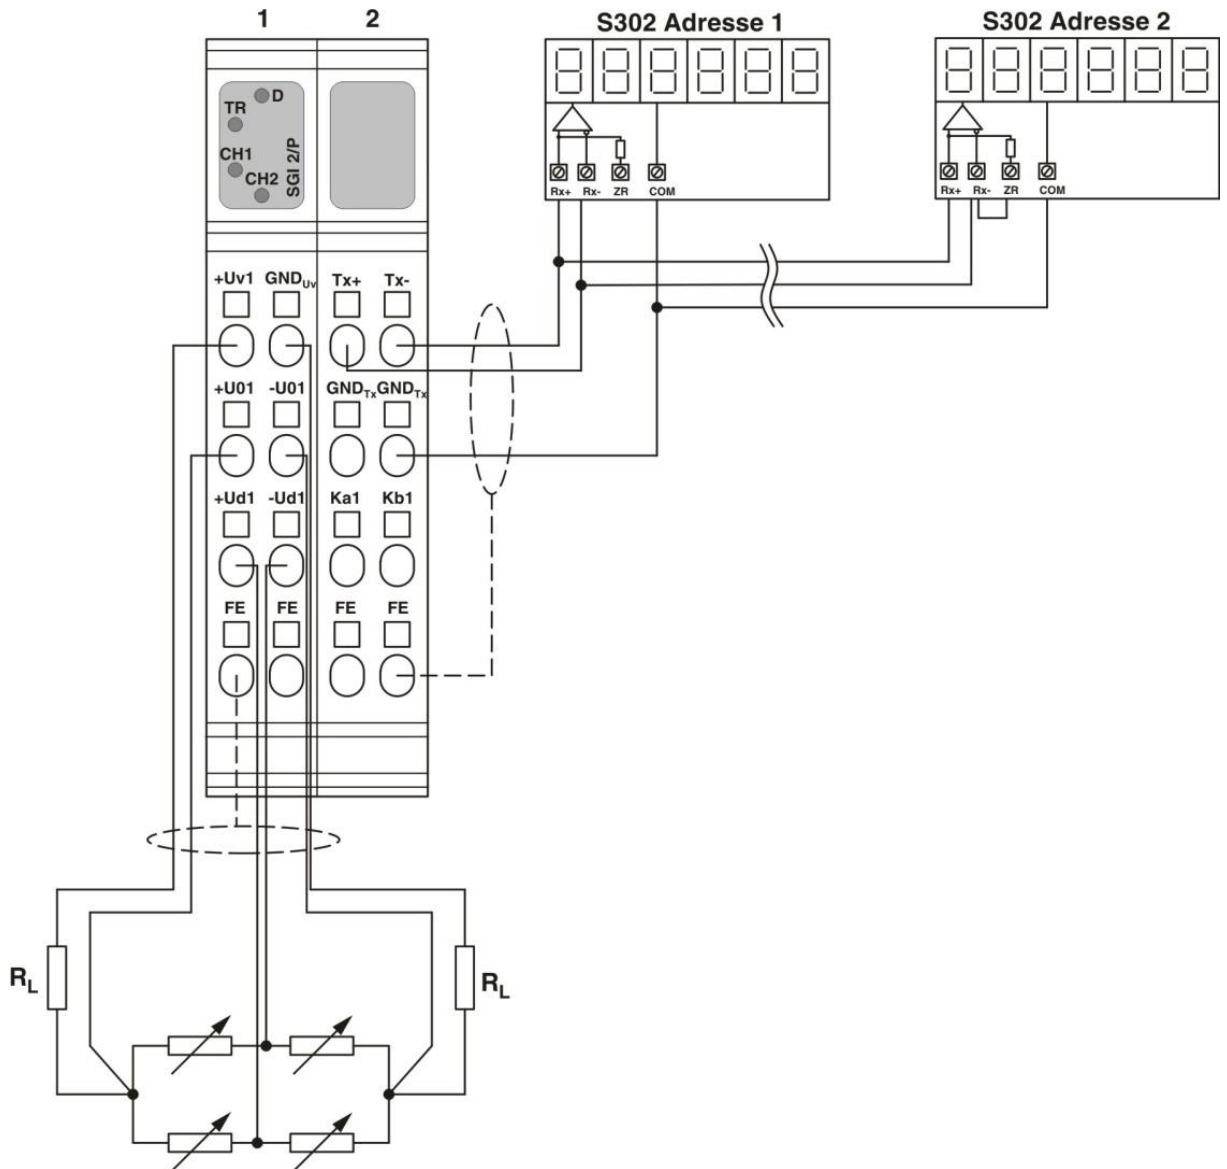 1 2
S302 Adresse 1
S302 Adresse 2
D
TR
CH1
CH2
SGI 2/P
Rx+ Rx- ZR COM
Rx+ Rx- ZR COM
+Uv1 GNDUv Tx+ Tx-
+U01 -U01 GNDTx GNDTx
+Ud1 -Ud1 Ka1 Kb1
FE FE FE FE
RL
RL